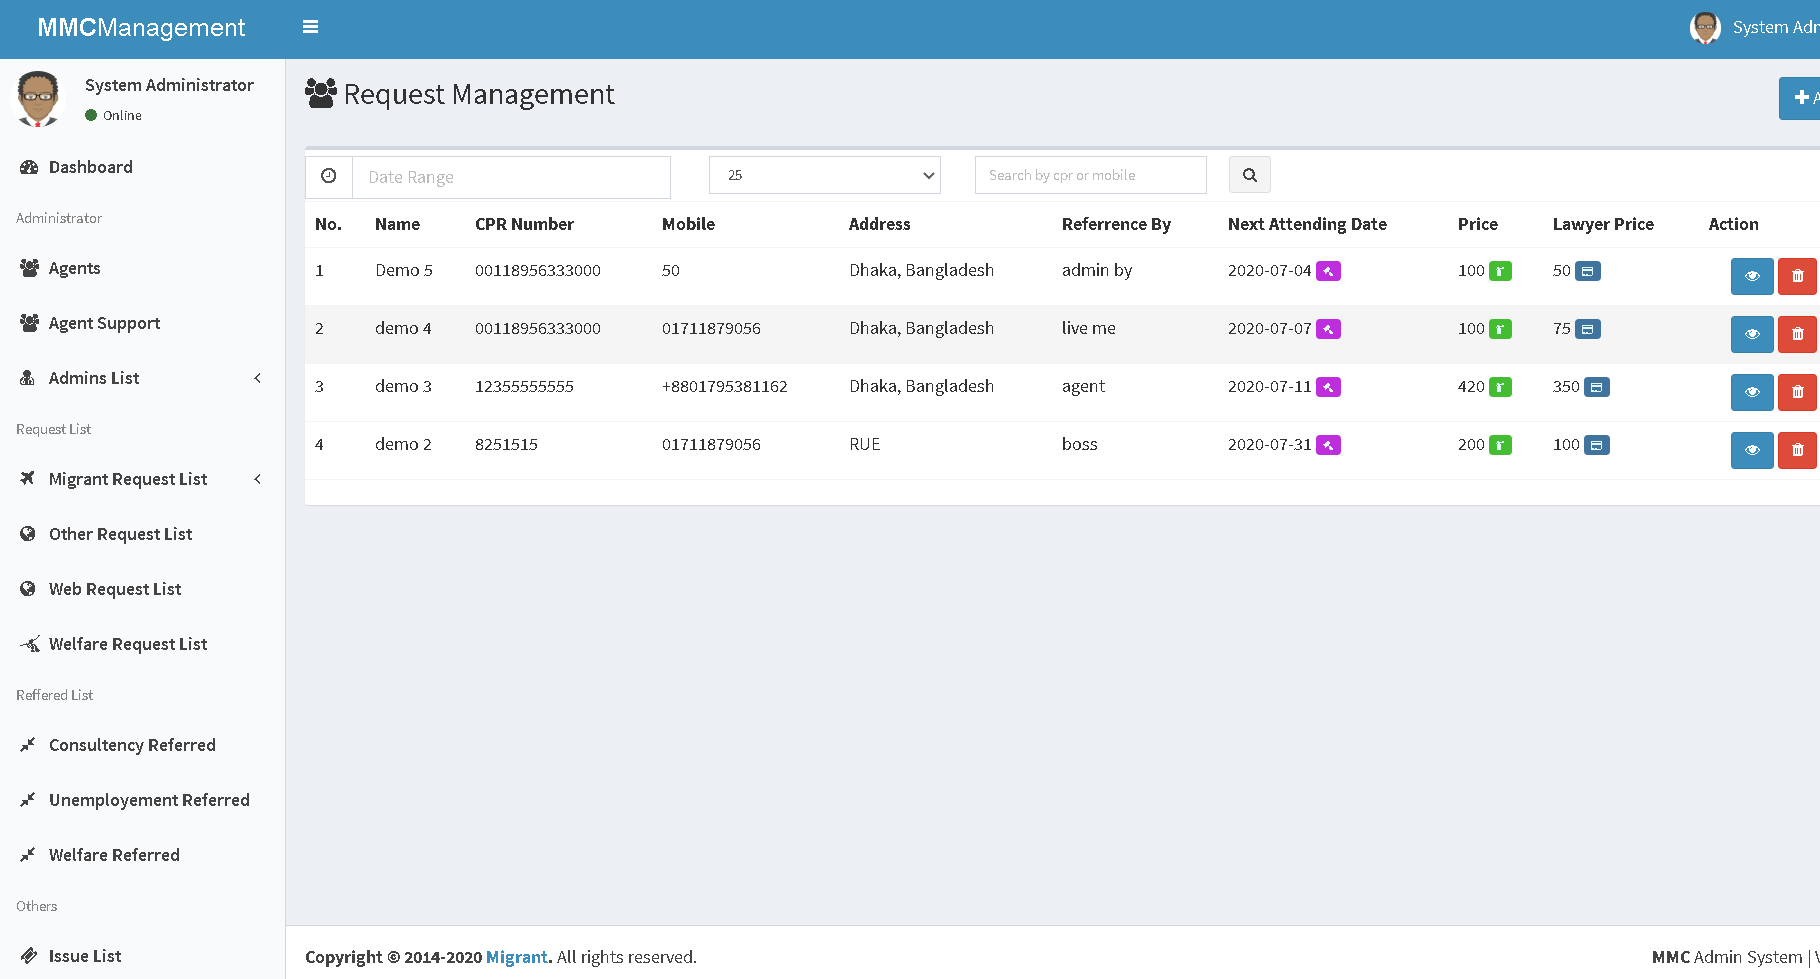 MMCManagement
System Adm
System Administrator
Online
Dashboard
Administrator
Agents
Agent Support
Admins List
Request List
Migrant Request List
Other Request List
Web Request List
Welfare Request List
Reffered List
Consultency Referred
Unemployement Referred
Welfare Referred
Others
Issue List
Request Management
A
Date Range 25 Search by cpr or mobile
No. Name CPR Number Mobile Address Referrence By Next Attending Date Price Lawyer Price Action
1 Demo 5 00118956333000 50 Dhaka, Bangladesh admin by 2020-07-04 100 50
2 demo 4 00118956333000 01711879056 Dhaka, Bangladesh live me 2020-07-07 100 75
3 demo 3 12355555555 +8801795381162 Dhaka, Bangladesh agent 2020-07-11 420 350
4 demo 2 8251515 01711879056 RUE boss 2020-07-31 200 100
Copyright © 2014-2020 Migrant. All rights reserved.
MMC Admin System |